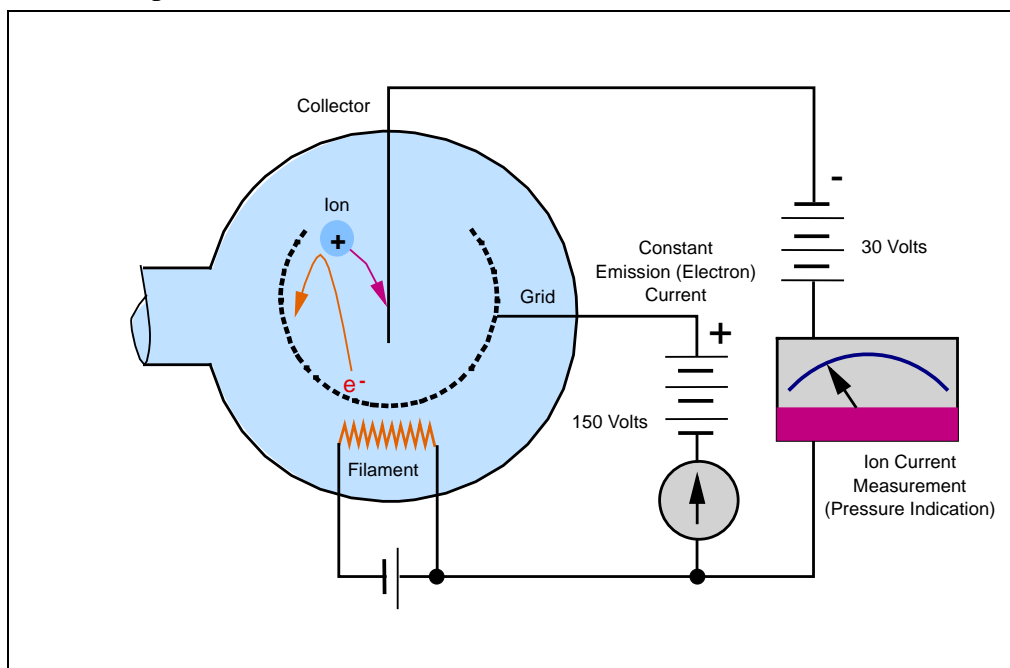 Collector
Ion
+
-
Constant
Emission (Electron)
Current
30 Volts
Grid
+
e-
150 Volts
Filament
Ion Current
Measurement
(Pressure Indication)